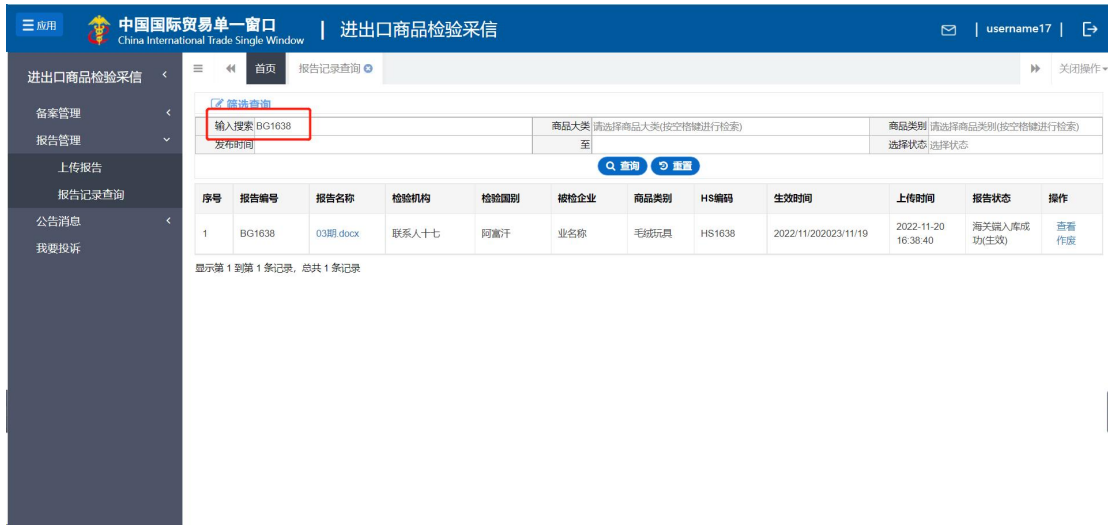 应用
中国国际贸易单一窗口
China International Trade Single Window
进出口商品检验采信
username17
进出口商品检验采信
备案管理
报告管理
上传报告
报告记录查询
公告消息
我要投诉
首页 报告记录查询 关闭操作
筛选查询
输入搜索 BG1638 商品大类 请选择商品大类(按空格键进行检索) 商品类别 请选择商品类别(按空格键进行检索)
发布时间 至 选择状态 选择状态
查询 重置
序号 报告编号 报告名称 检验机构 检验国别 被检企业 商品类别 HS编码 生效时间 上传时间 报告状态 操作
1 BG1638 03期.docx 联系人十七 阿富汗 业名称 毛绒玩具 HS1638 2022/11/202023/11/19 2022-11-20 海关端入库成 查看
16:38:40 功(生效) 作废
显示第 1 到第 1 条记录，总共 1 条记录